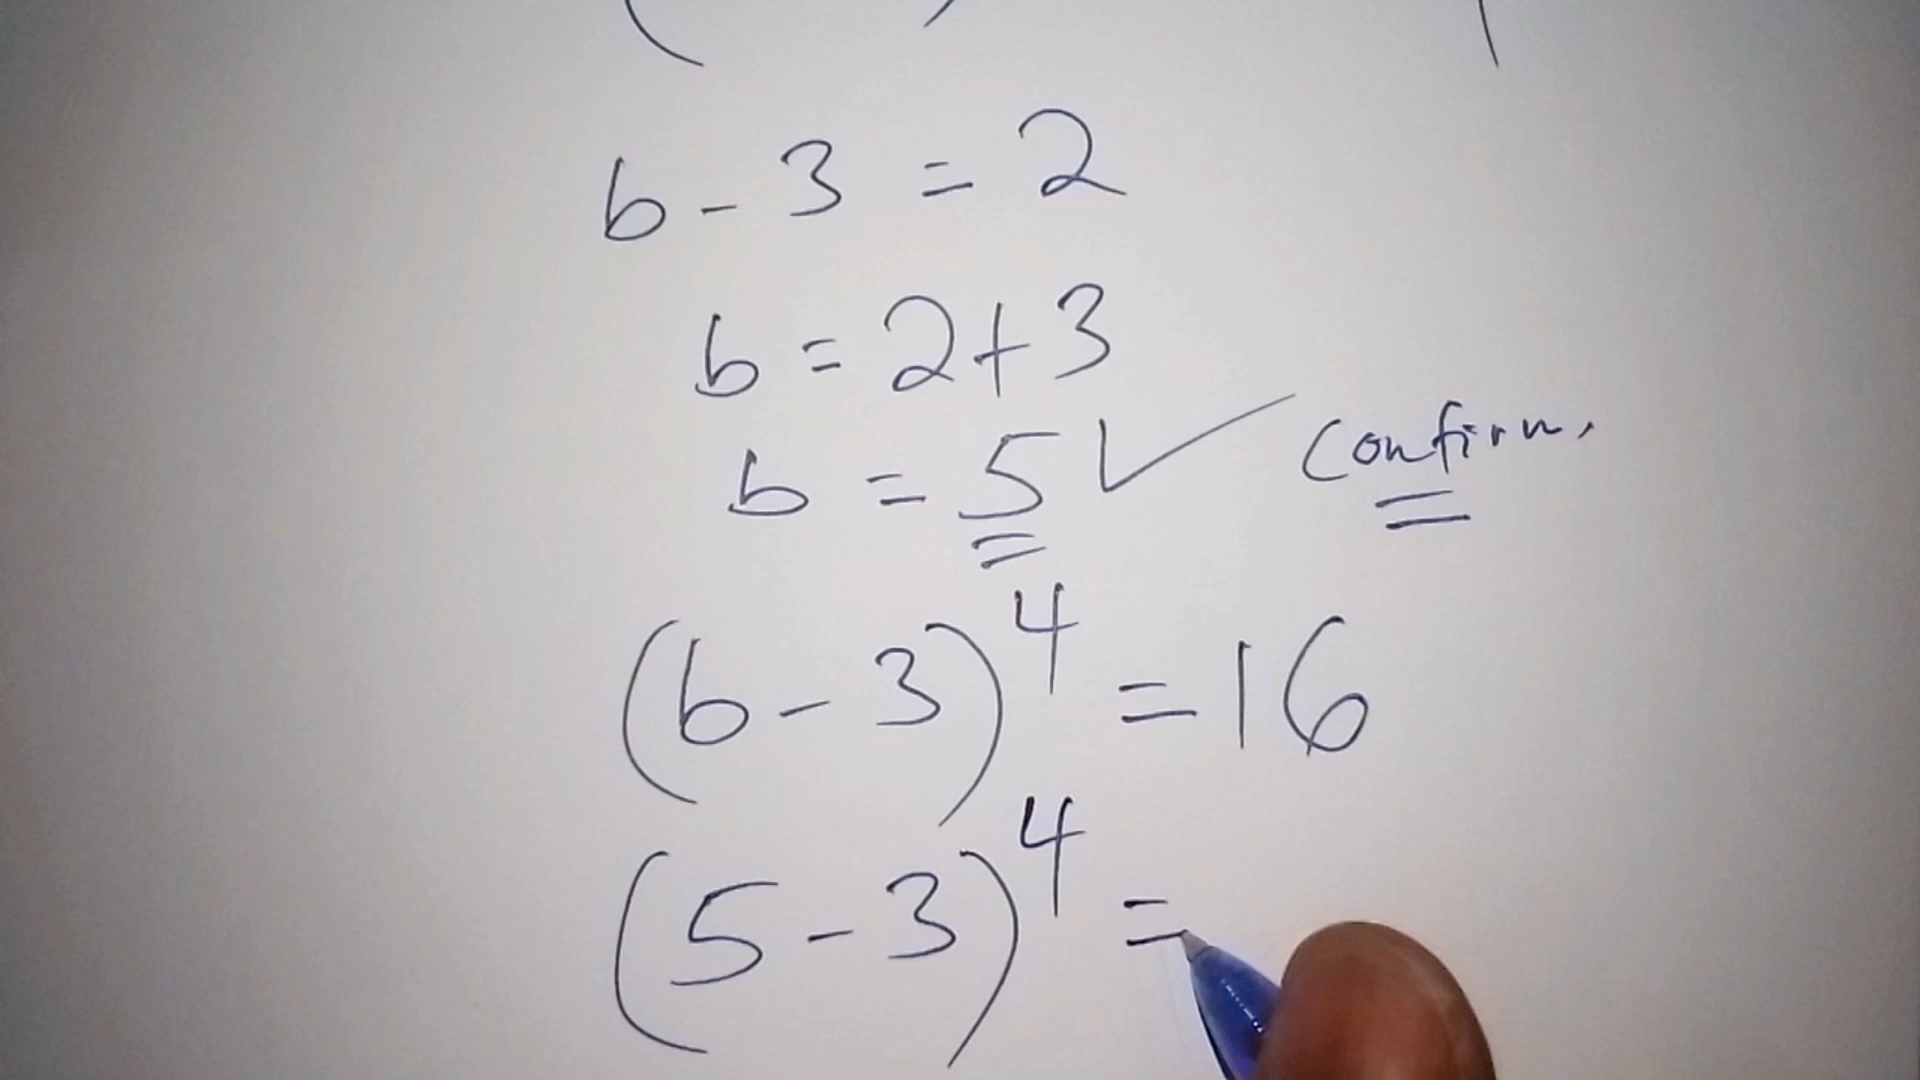 b - 3 = 2
b = 2 + 3
b = 5 ✓ Confirm.
(b - 3)^4 = 16
(5 - 3)^4 =